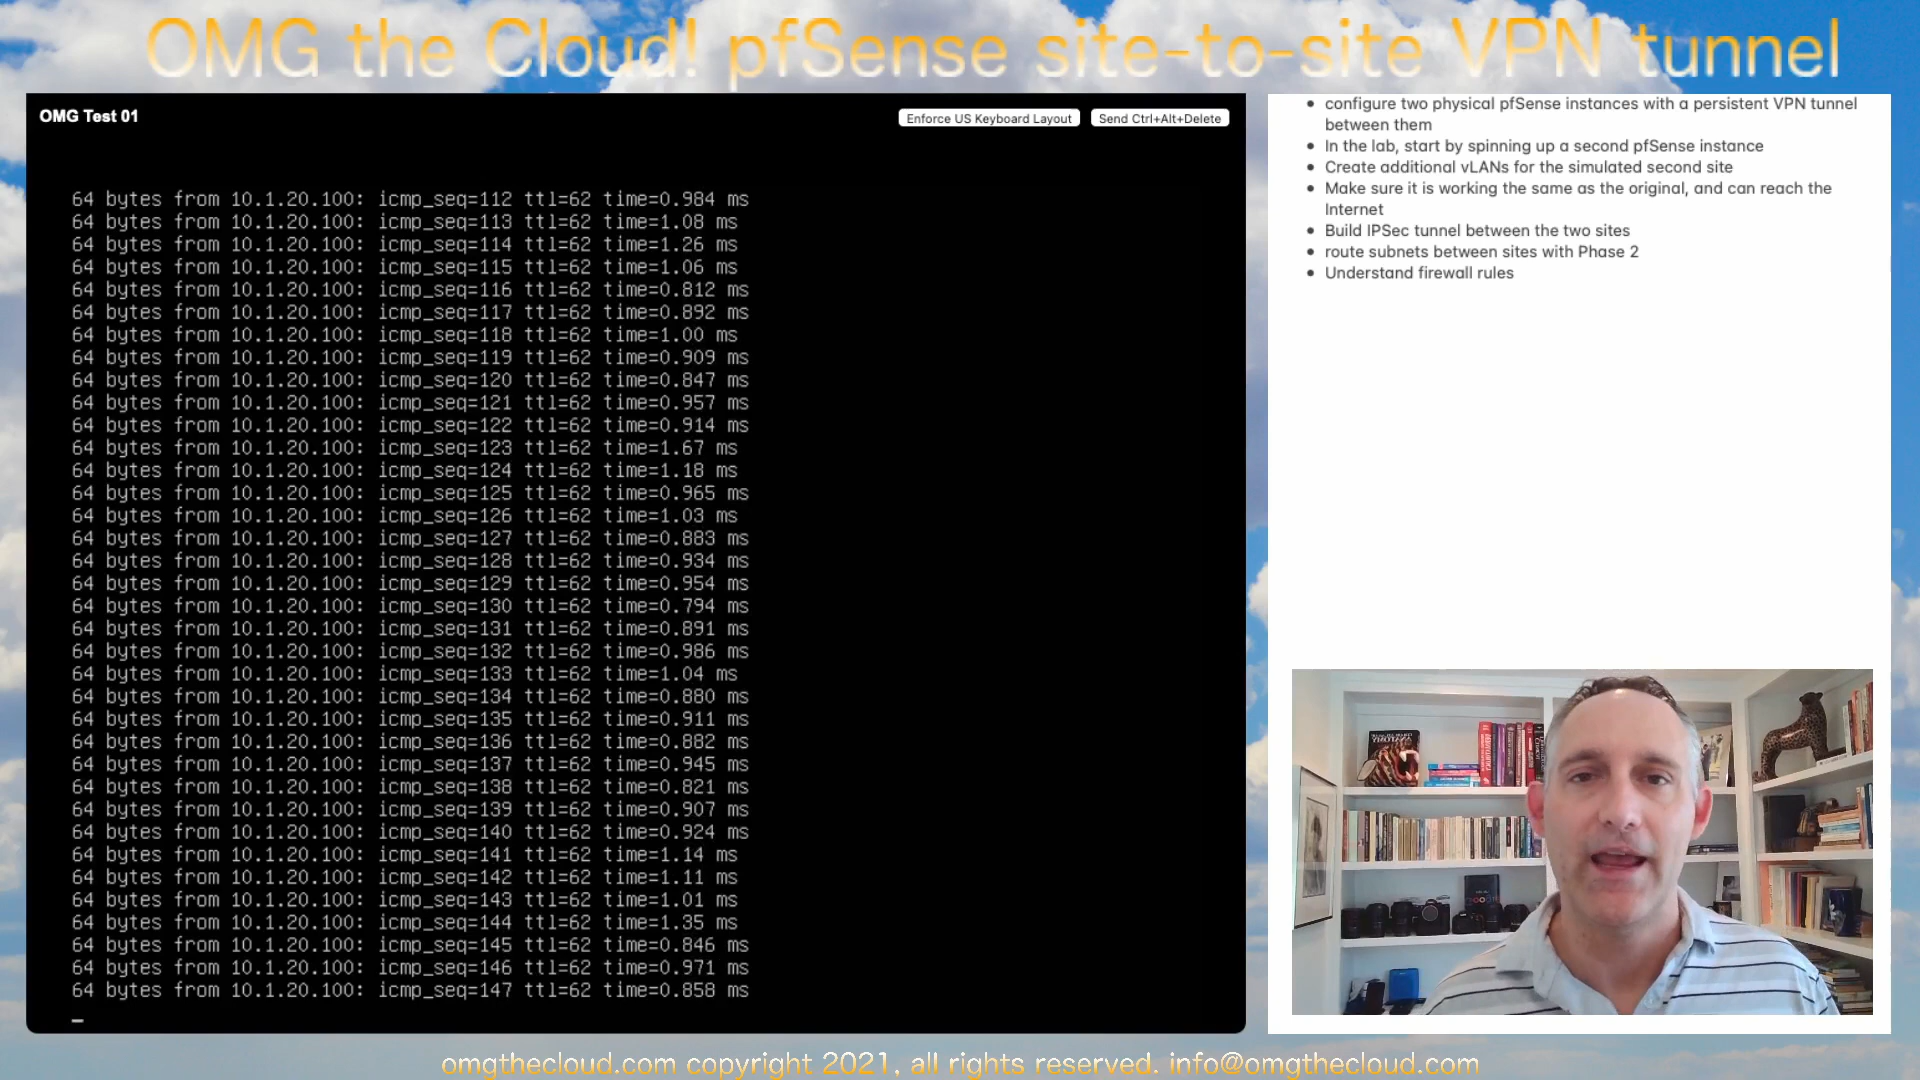 OMG the Cloud! pfSense site-to-site VPN tunnel
OMG Test 01
Enforce US Keyboard Layout
Send Ctrl+Alt+Delete
64 bytes from 10.1.20.100: icmp_seq=112 ttl=62 time=0.984 ms
64 bytes from 10.1.20.100: icmp_seq=113 ttl=62 time=1.08 ms
64 bytes from 10.1.20.100: icmp_seq=114 ttl=62 time=1.26 ms
64 bytes from 10.1.20.100: icmp_seq=115 ttl=62 time=1.06 ms
64 bytes from 10.1.20.100: icmp_seq=116 ttl=62 time=0.812 ms
64 bytes from 10.1.20.100: icmp_seq=117 ttl=62 time=0.892 ms
64 bytes from 10.1.20.100: icmp_seq=118 ttl=62 time=1.00 ms
64 bytes from 10.1.20.100: icmp_seq=119 ttl=62 time=0.909 ms
64 bytes from 10.1.20.100: icmp_seq=120 ttl=62 time=0.847 ms
64 bytes from 10.1.20.100: icmp_seq=121 ttl=62 time=0.957 ms
64 bytes from 10.1.20.100: icmp_seq=122 ttl=62 time=0.914 ms
64 bytes from 10.1.20.100: icmp_seq=123 ttl=62 time=1.67 ms
64 bytes from 10.1.20.100: icmp_seq=124 ttl=62 time=1.18 ms
64 bytes from 10.1.20.100: icmp_seq=125 ttl=62 time=0.965 ms
64 bytes from 10.1.20.100: icmp_seq=126 ttl=62 time=1.03 ms
64 bytes from 10.1.20.100: icmp_seq=127 ttl=62 time=0.883 ms
64 bytes from 10.1.20.100: icmp_seq=128 ttl=62 time=0.934 ms
64 bytes from 10.1.20.100: icmp_seq=129 ttl=62 time=0.954 ms
64 bytes from 10.1.20.100: icmp_seq=130 ttl=62 time=0.794 ms
64 bytes from 10.1.20.100: icmp_seq=131 ttl=62 time=0.891 ms
64 bytes from 10.1.20.100: icmp_seq=132 ttl=62 time=0.986 ms
64 bytes from 10.1.20.100: icmp_seq=133 ttl=62 time=1.04 ms
64 bytes from 10.1.20.100: icmp_seq=134 ttl=62 time=0.880 ms
64 bytes from 10.1.20.100: icmp_seq=135 ttl=62 time=0.911 ms
64 bytes from 10.1.20.100: icmp_seq=136 ttl=62 time=0.882 ms
64 bytes from 10.1.20.100: icmp_seq=137 ttl=62 time=0.945 ms
64 bytes from 10.1.20.100: icmp_seq=138 ttl=62 time=0.821 ms
64 bytes from 10.1.20.100: icmp_seq=139 ttl=62 time=0.907 ms
64 bytes from 10.1.20.100: icmp_seq=140 ttl=62 time=0.924 ms
64 bytes from 10.1.20.100: icmp_seq=141 ttl=62 time=1.14 ms
64 bytes from 10.1.20.100: icmp_seq=142 ttl=62 time=1.11 ms
64 bytes from 10.1.20.100: icmp_seq=143 ttl=62 time=1.01 ms
64 bytes from 10.1.20.100: icmp_seq=144 ttl=62 time=1.35 ms
64 bytes from 10.1.20.100: icmp_seq=145 ttl=62 time=0.846 ms
64 bytes from 10.1.20.100: icmp_seq=146 ttl=62 time=0.971 ms
64 bytes from 10.1.20.100: icmp_seq=147 ttl=62 time=0.858 ms
• configure two physical pfSense instances with a persistent VPN tunnel
between them
• In the lab, start by spinning up a second pfSense instance
• Create additional vLANs for the simulated second site
• Make sure it is working the same as the original, and can reach the
Internet
• Build IPSec tunnel between the two sites
• route subnets between sites with Phase 2
• Understand firewall rules
omgthecloud.com copyright 2021, all rights reserved. info@omgthecloud.com